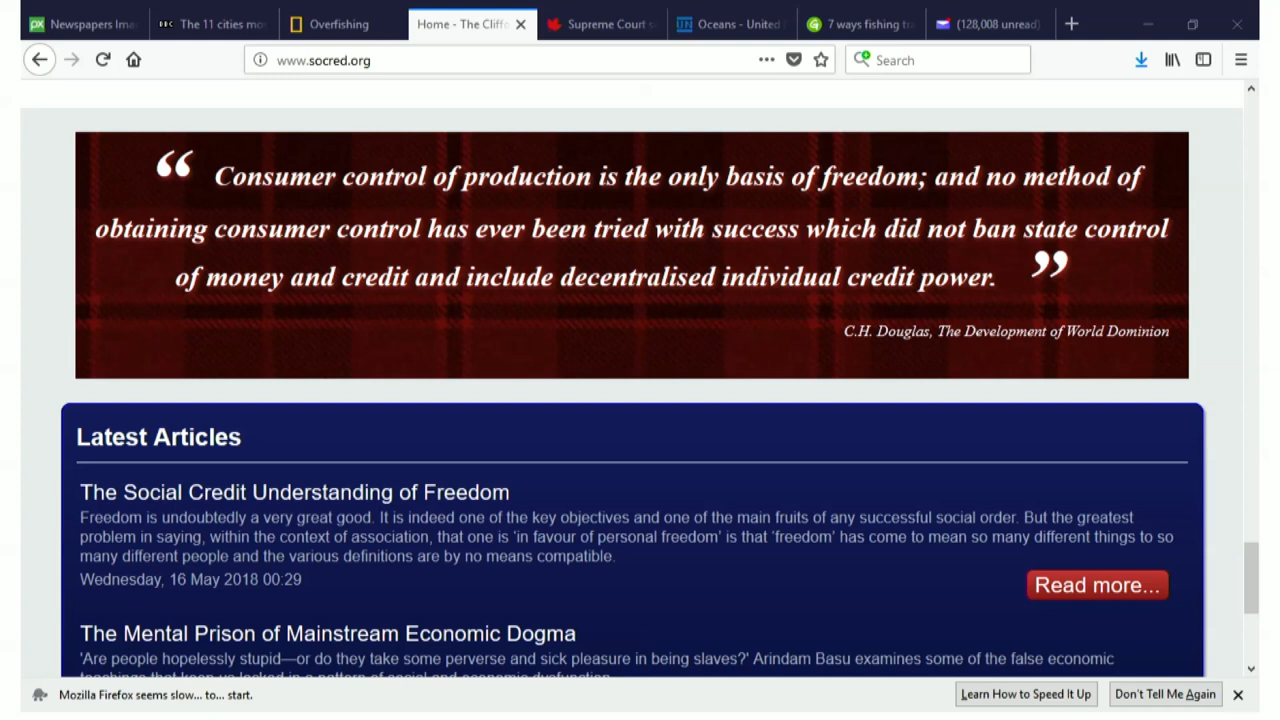 Newspapers Ima
BBC The 11 cities mo
Overfishing
Home - The Cliffo
Supreme Court s
UN Oceans - United
7 ways fishing tra
(128,008 unread)
www.socred.org
Search
“ Consumer control of production is the only basis of freedom; and no method of
obtaining consumer control has ever been tried with success which did not ban state control
of money and credit and include decentralised individual credit power. ”
C.H. Douglas, The Development of World Dominion
Latest Articles
The Social Credit Understanding of Freedom
Freedom is undoubtedly a very great good. It is indeed one of the key objectives and one of the main fruits of any successful social order. But the greatest
problem in saying, within the context of association, that one is 'in favour of personal freedom' is that 'freedom' has come to mean so many different things to so
many different people and the various definitions are by no means compatible.
Wednesday, 16 May 2018 00:29
Read more...
The Mental Prison of Mainstream Economic Dogma
'Are people hopelessly stupid—or do they take some perverse and sick pleasure in being slaves?' Arindam Basu examines some of the false economic
Mozilla Firefox seems slow... to... start.
Learn How to Speed It Up
Don't Tell Me Again